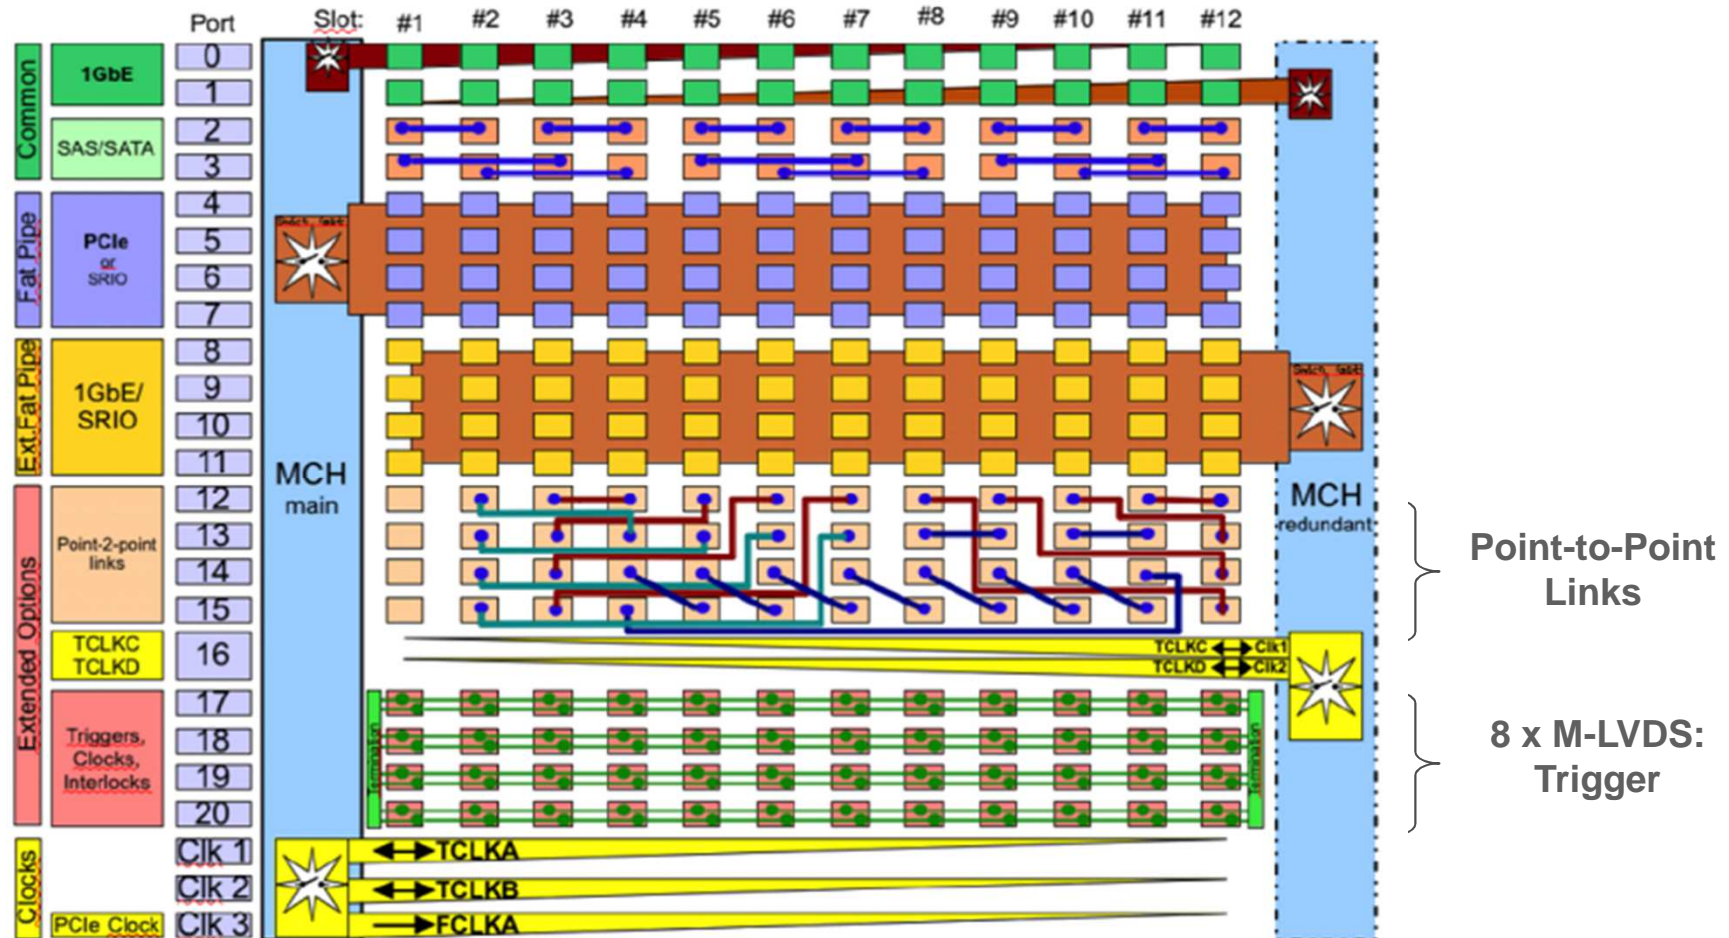 Port
Slot:
#1
#2
#3
#4
#5
#6
#7
#8
#9
#10
#11
#12
Common
1GbE
0
1
SAS/SATA
2
3
Fat Pipe
PCIe
or
SRIO
4
5
6
7
Ext.Fat Pipe
1GbE/
SRIO
8
9
10
11
MCH
main
MCH
redundant
Extended Options
Point-2-point
links
12
13
14
15
Point-to-Point
Links
TCLKC
TCLKD
16
TCLKC
Clk1
TCLKD
Clk2
Triggers,
Clocks,
Interlocks
17
18
19
20
Termination
Termination
8 x M-LVDS:
Trigger
Clocks
Clk 1
TCLKA
Clk 2
TCLKB
PCIe Clock
Clk 3
FCLKA